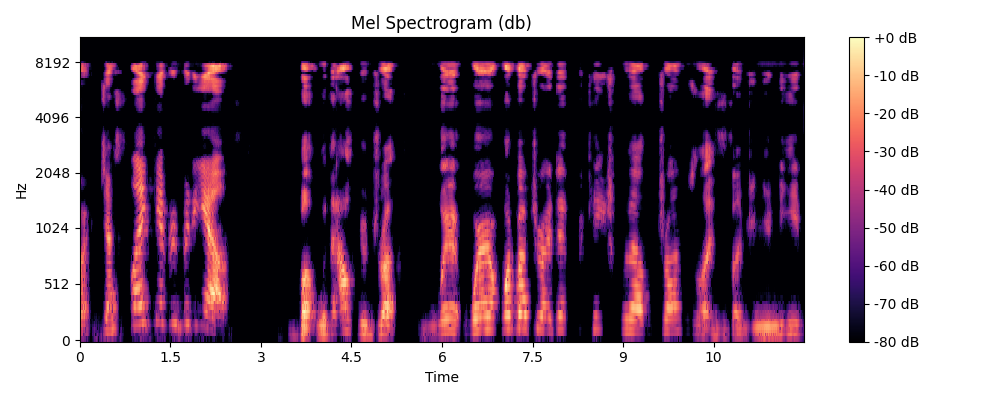 Mel Spectrogram (db)
Hz
8192
4096
2048
1024
512
0
0 1.5 3 4.5 6 7.5 9 10
Time
+0 dB
-10 dB
-20 dB
-30 dB
-40 dB
-50 dB
-60 dB
-70 dB
-80 dB